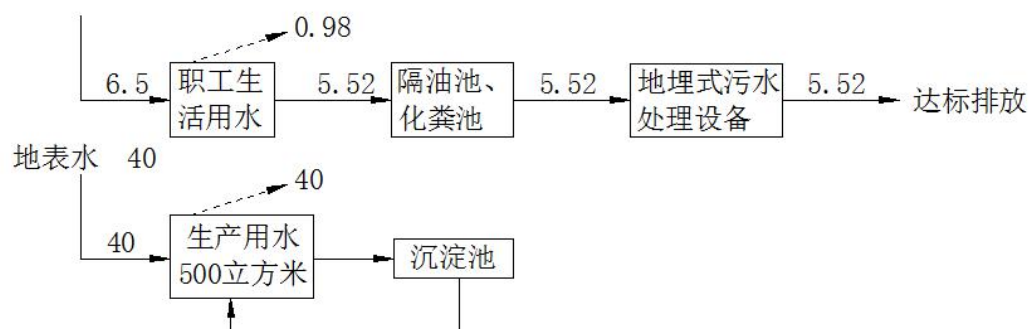 0.98
6.5
职工生
活用水
5.52
隔油池、
化粪池
5.52
地埋式污水
处理设备
5.52
达标排放
地表水 40
40
40
生产用水
500立方米
沉淀池